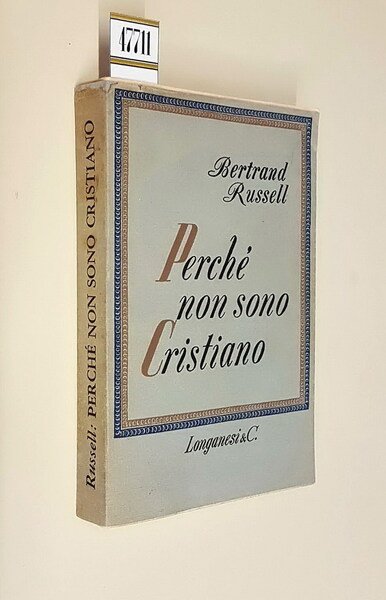 47711
Bertrand
Russell
Perché
non sono
Cristiano
Longanesi & C.
Russell: PERCHÉ NON SONO CRISTIANO